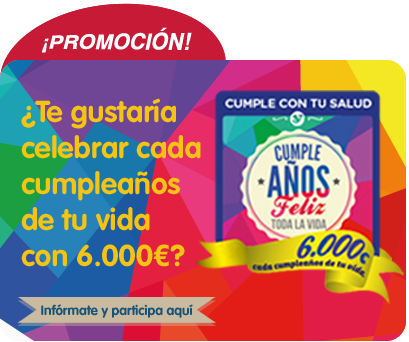 ¡PROMOCIÓN!
¿Te gustaría
celebrar cada
cumpleaños
de tu vida
con 6.000€?
Infórmate y participa aquí
CUMPLE CON TU SALUD
CUMPLE
AÑOS
Feliz
TODA LA VIDA
6.000€
cada cumpleaños de tu vida.